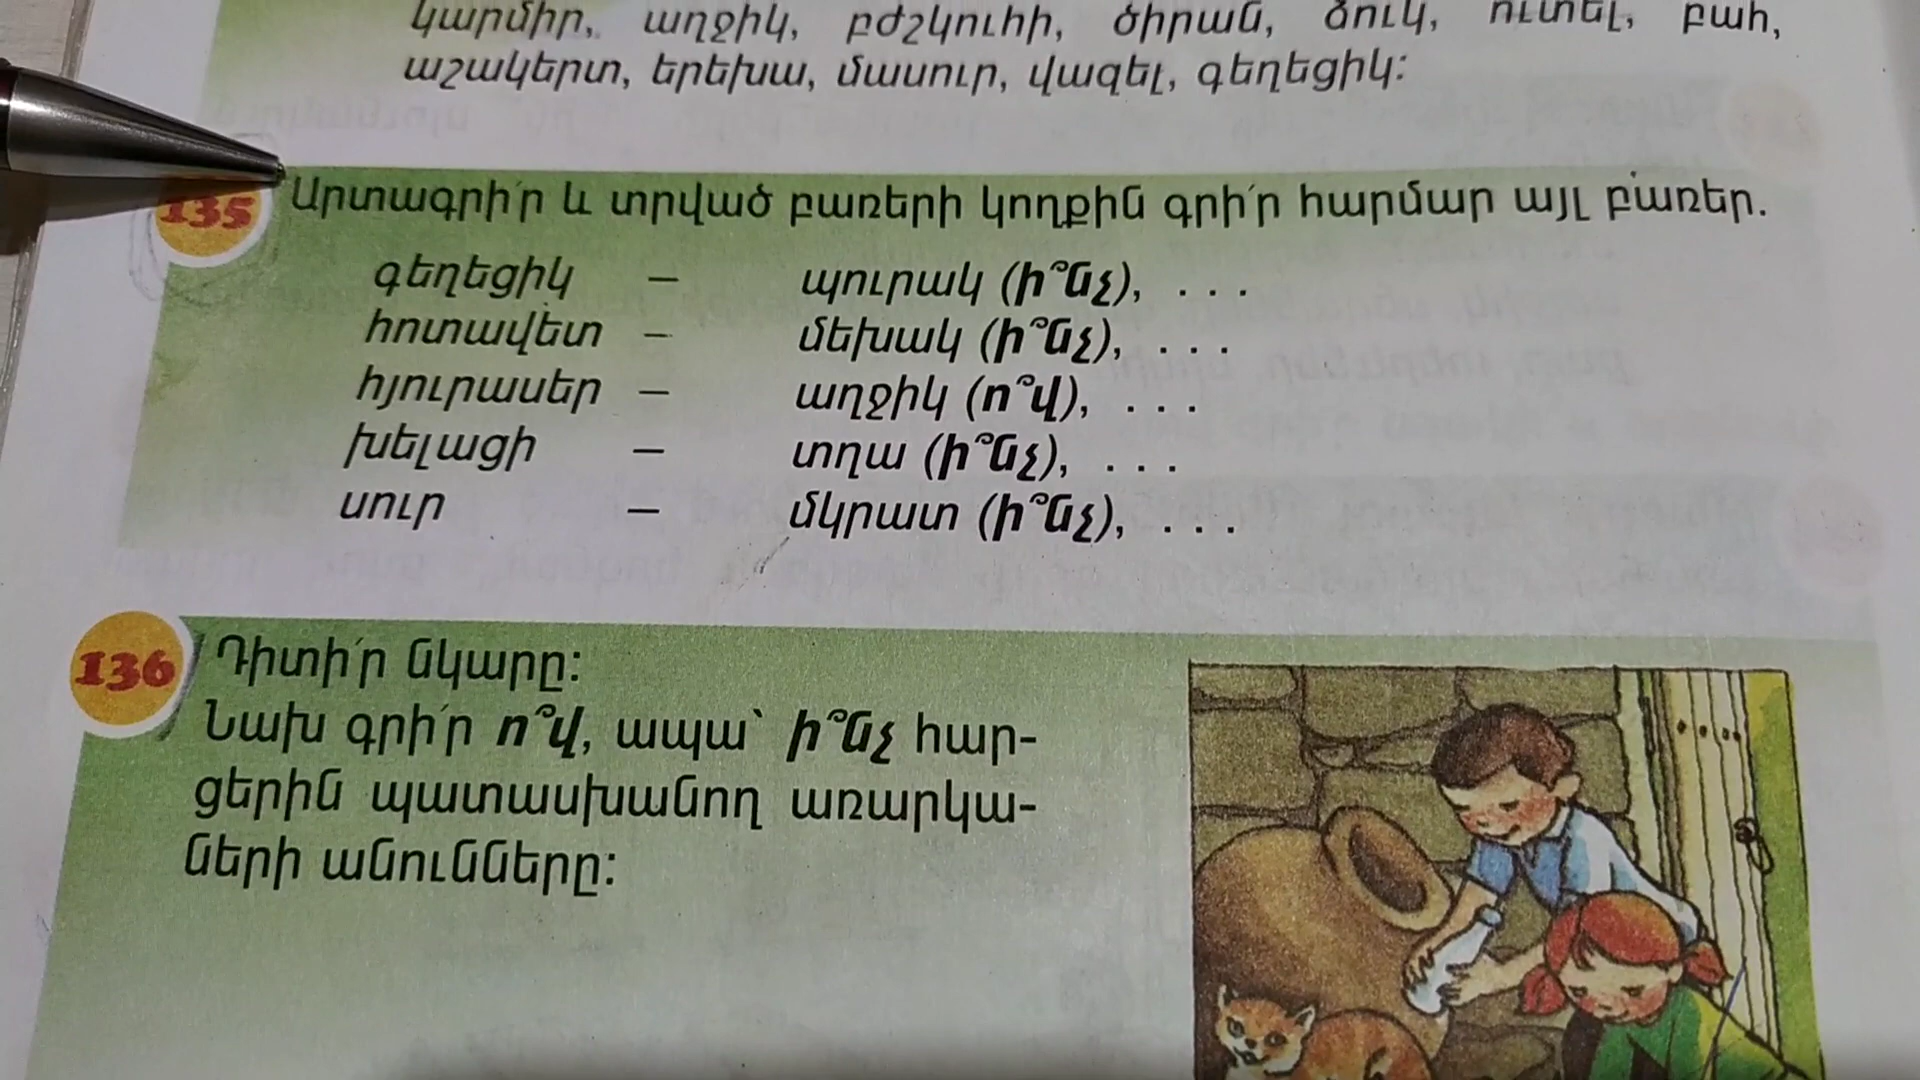 կարմիր, աղջիկ, բժշկուհի, ծիրան, ձուկ, ուտել, բահ,
աշակերտ, երեխա, մասուր, վազել, գեղեցիկ:
135 Արտագրի՛ր և տրված բառերի կողքին գրի՛ր հարմար այլ բառեր.
գեղեցիկ – պուրակ (ի՞նչ), . . .
հոտավետ – մեխակ (ի՞նչ), . . .
հյուրասեր – աղջիկ (ո՞վ), . . .
խելացի – տղա (ի՞նչ), . . .
սուր – մկրատ (ի՞նչ), . . .
136 Դիտի՛ր նկարը:
Նախ գրի՛ր ո՞վ, ապա՝ ի՞նչ հար-
ցերին պատասխանող առարկա-
ների անունները: